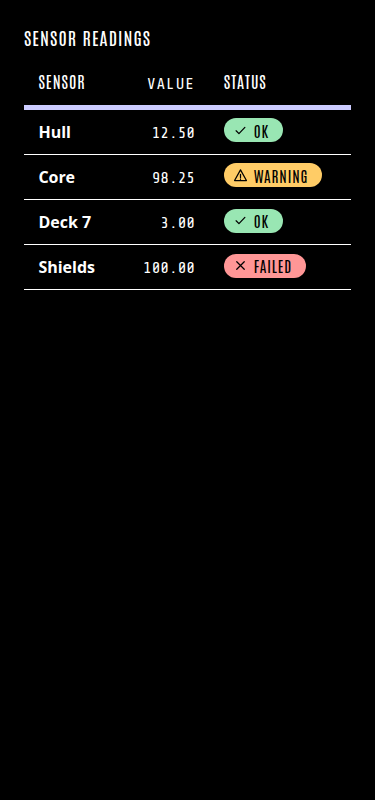 SENSOR READINGS
SENSOR VALUE STATUS
Hull 12.50 OK
Core 98.25 WARNING
Deck 7 3.00 OK
Shields 100.00 FAILED